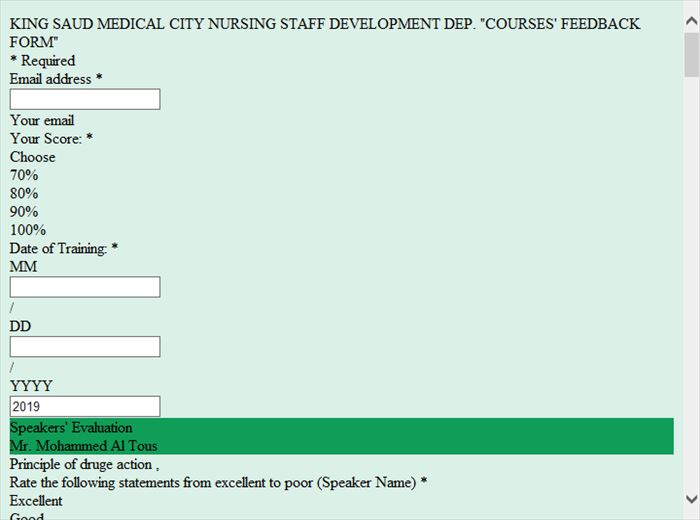 KING SAUD MEDICAL CITY NURSING STAFF DEVELOPMENT DEP. "COURSES' FEEDBACK
FORM"
* Required
Email address *
Your email
Your Score: *
Choose
70%
80%
90%
100%
Date of Training: *
MM
/
DD
/
YYYY
2019
Speakers' Evaluation
Mr. Mohammed Al Tous
Principle of druge action ,
Rate the following statements from excellent to poor (Speaker Name) *
Excellent
Good